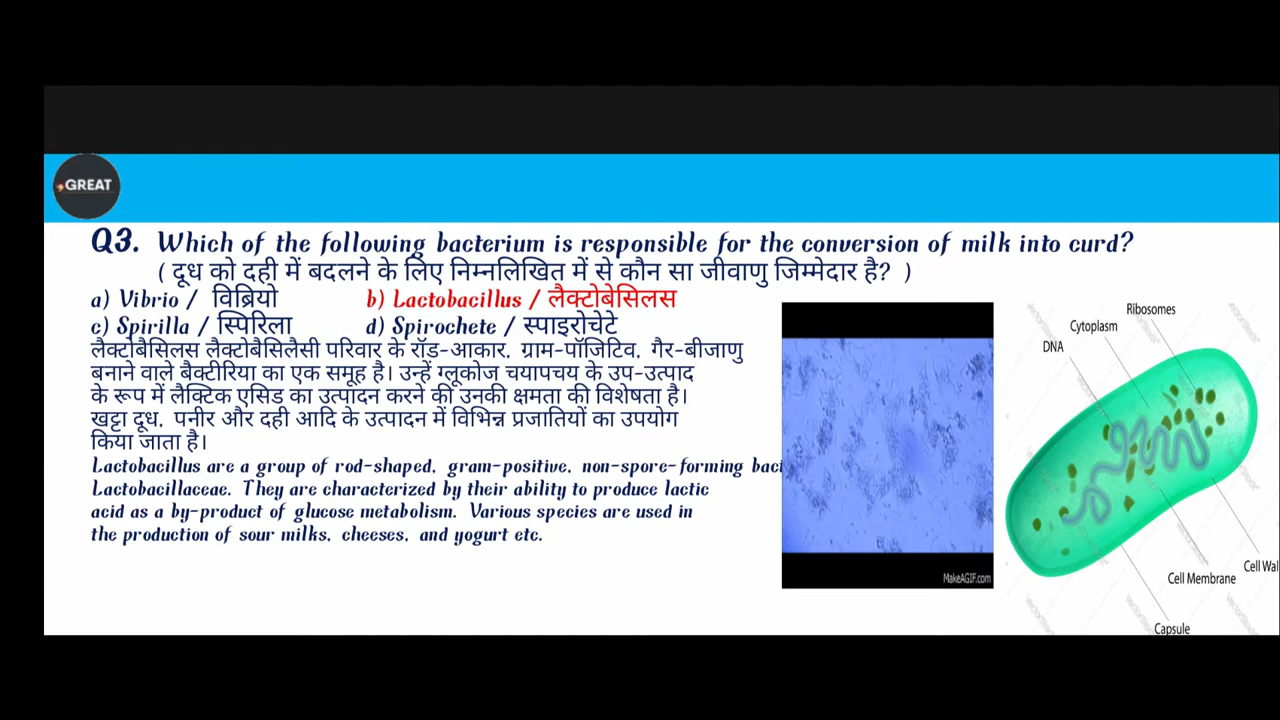 GREAT
Q3. Which of the following bacterium is responsible for the conversion of milk into curd?
( दूध को दही में बदलने के लिए निम्नलिखित में से कौन सा जीवाणु जिम्मेदार है? )
a) Vibrio / विब्रियो b) Lactobacillus / लैक्टोबेसिलस
c) Spirilla / स्पिरिला d) Spirochete / स्पाइरोचेटे
लैक्टोबैसिलस लैक्टोबैसिलैसी परिवार के रॉड-आकार, ग्राम-पॉजिटिव, गैर-बीजाणु
बनाने वाले बैक्टीरिया का एक समूह है। उन्हें ग्लूकोज चयापचय के उप-उत्पाद
के रूप में लैक्टिक एसिड का उत्पादन करने की उनकी क्षमता की विशेषता है।
खट्टा दूध, पनीर और दही आदि के उत्पादन में विभिन्न प्रजातियों का उपयोग
किया जाता है।
Lactobacillus are a group of rod-shaped, gram-positive, non-spore-forming bact
Lactobacillaceae. They are characterized by their ability to produce lactic
acid as a by-product of glucose metabolism. Various species are used in
the production of sour milks, cheeses, and yogurt etc.
MakeAGIF.com
Ribosomes
Cytoplasm
DNA
Cell Wal
Cell Membrane
Capsule